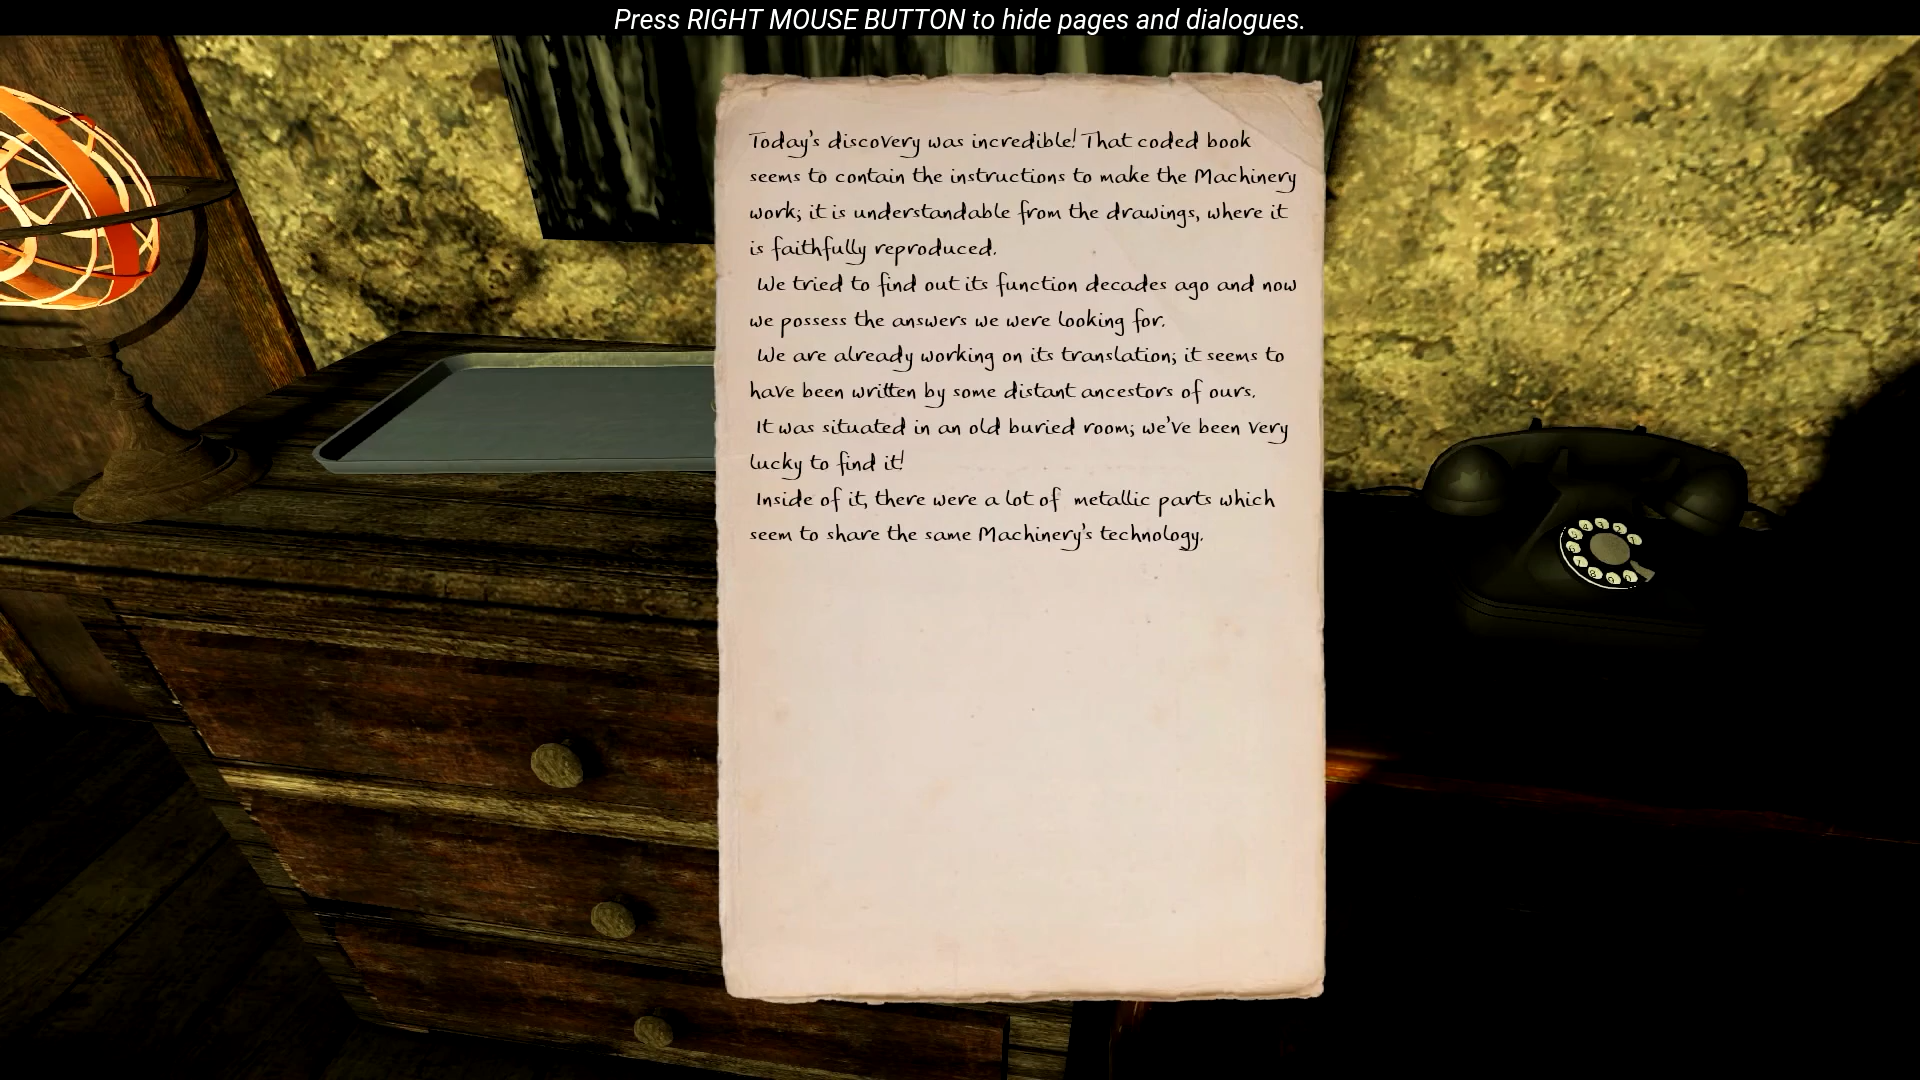 Press RIGHT MOUSE BUTTON to hide pages and dialogues.
Today's discovery was incredible! That coded book
seems to contain the instructions to make the Machinery
work; it is understandable from the drawings, where it
is faithfully reproduced.
We tried to find out its function decades ago and now
we possess the answers we were looking for.
We are already working on its translation; it seems to
have been written by some distant ancestors of ours.
It was situated in an old buried room; we've been very
lucky to find it!
Inside of it, there were a lot of metallic parts which
seem to share the same Machinery's technology.